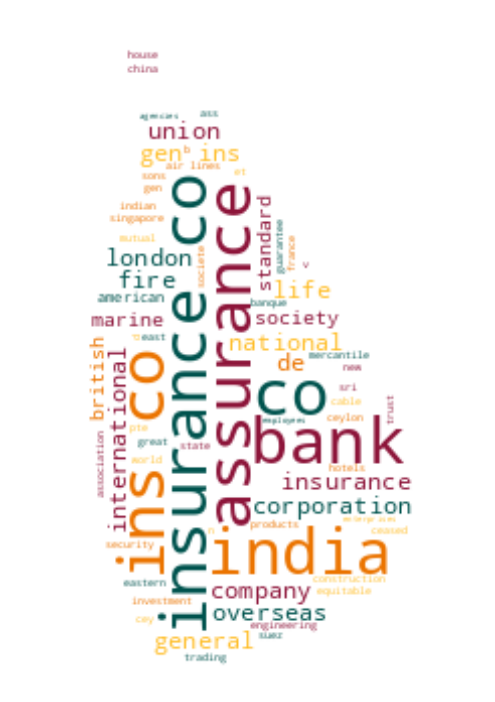 house
china
agencies
ass
union
gen
b
ins
air lines
et
sons
gen
indian
singapore
mutual
london
fire
american
marine
societe
insurance co
assurance
standard
guarantee
france
v
life
banque
society
national
mercantile
de
new
east
british
international
ins co
co
sri
cable
ceylon
trust
employees
bank
association
pte
great
state
world
hotels
insurance
corporation
enterprises
ceased
products
n
india
security
eastern
construction
equitable
company
investment
overseas
cey
engineering
general
suez
trading